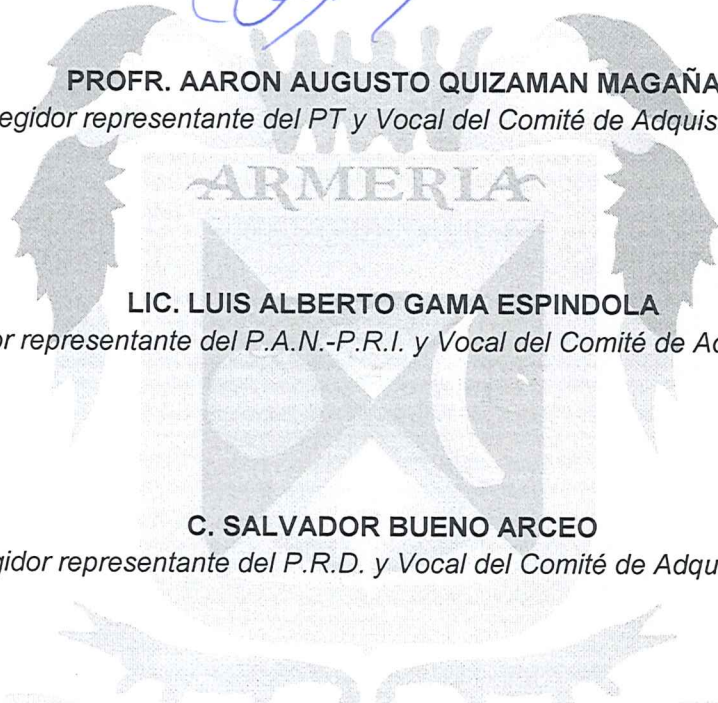 PROFR. AARON AUGUSTO QUIZAMAN MAGAÑA
egidor representante del PT y Vocal del Comité de Adquis
ARMERIA
LIC. LUIS ALBERTO GAMA ESPINDOLA
or representante del P.A.N.-P.R.I. y Vocal del Comité de Ad
C. SALVADOR BUENO ARCEO
gidor representante del P.R.D. y Vocal del Comité de Adqu